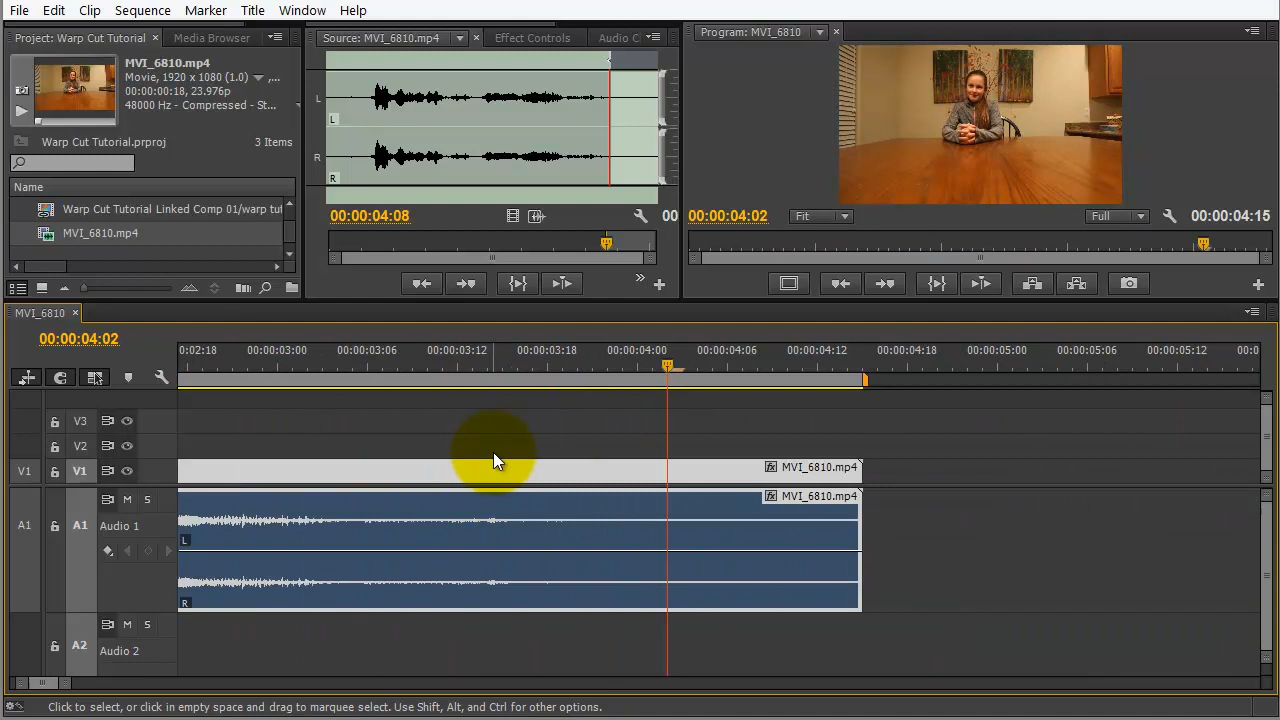 File Edit Clip Sequence Marker Title Window Help
Project: Warp Cut Tutorial × Media Browser
MVI_6810.mp4
Movie, 1920 x 1080 (1.0) ,...
00:00:00:18, 23.976p
48000 Hz - Compressed - St...
Warp Cut Tutorial.prproj 3 Items
Name
Warp Cut Tutorial Linked Comp 01/warp tut
MVI_6810.mp4
Source: MVI_6810.mp4 × Effect Controls Audio C
L
L
R
R
00:00:04:08 00
Program: MVI_6810 ×
00:00:04:02 Fit Full 00:00:04:15
MVI_6810 ×
00:00:04:02
0:02:18 00:00:03:00 00:00:03:06 00:00:03:12 00:00:03:18 00:00:04:00 00:00:04:06 00:00:04:12 00:00:04:18 00:00:05:00 00:00:05:06 00:00:05:12 00:0
V3
V2
V1 V1 fx MVI_6810.mp4
M S fx MVI_6810.mp4
A1 A1 Audio 1
L
R
M S
A2 Audio 2
Click to select, or click in empty space and drag to marquee select. Use Shift, Alt, and Ctrl for other options.